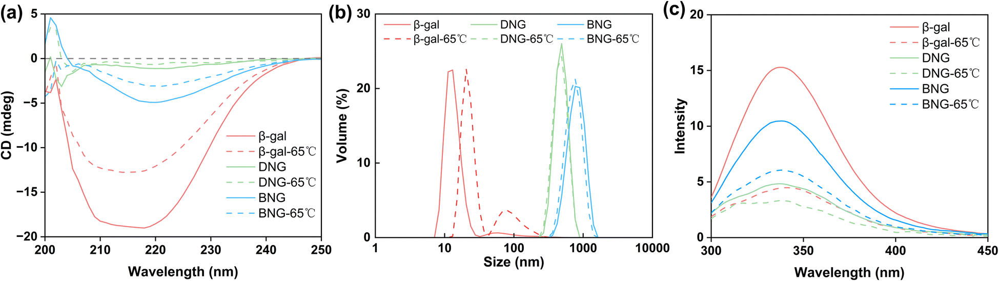 (a)
5
0
−5
−10
−15
−20
200
210
220
230
240
250
CD (mdeg)
Wavelength (nm)
β-gal
β-gal-65℃
DNG
DNG-65℃
BNG
BNG-65℃
(b)
30
20
10
0
1
10
100
1000
10000
Volume (%)
Size (nm)
β-gal DNG BNG
β-gal-65℃ DNG-65℃ BNG-65℃
(c)
20
15
10
5
0
300
350
400
450
Intensity
Wavelength (nm)
β-gal
β-gal-65℃
DNG
DNG-65℃
BNG
BNG-65℃